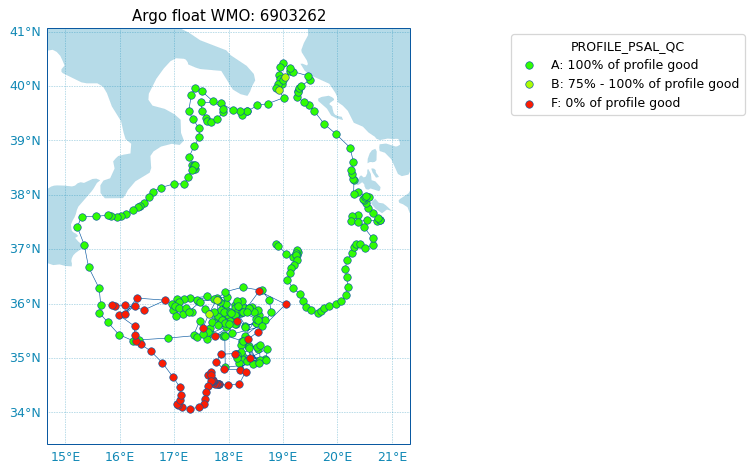 Argo float WMO: 6903262
41°N
40°N
39°N
38°N
37°N
36°N
35°N
34°N
15°E 16°E 17°E 18°E 19°E 20°E 21°E
PROFILE_PSAL_QC
A: 100% of profile good
B: 75% - 100% of profile good
F: 0% of profile good